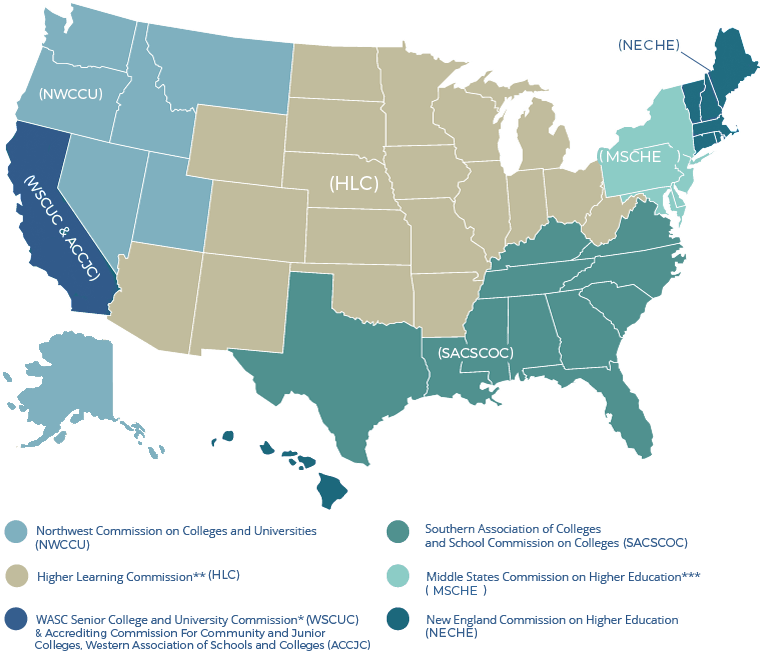 (NECHE)
(NWCCU)
(MSCHE )
(HLC)
(WSCUC & ACCJC)
(SACSCOC)
Northwest Commission on Colleges and Universities
(NWCCU)
Higher Learning Commission** (HLC)
WASC Senior College and University Commission* (WSCUC)
& Accrediting Commission For Community and Junior
Colleges, Western Association of Schools and Colleges (ACCJC)
Southern Association of Colleges
and School Commission on Colleges (SACSCOC)
Middle States Commission on Higher Education***
( MSCHE )
New England Commission on Higher Education
(NECHE)